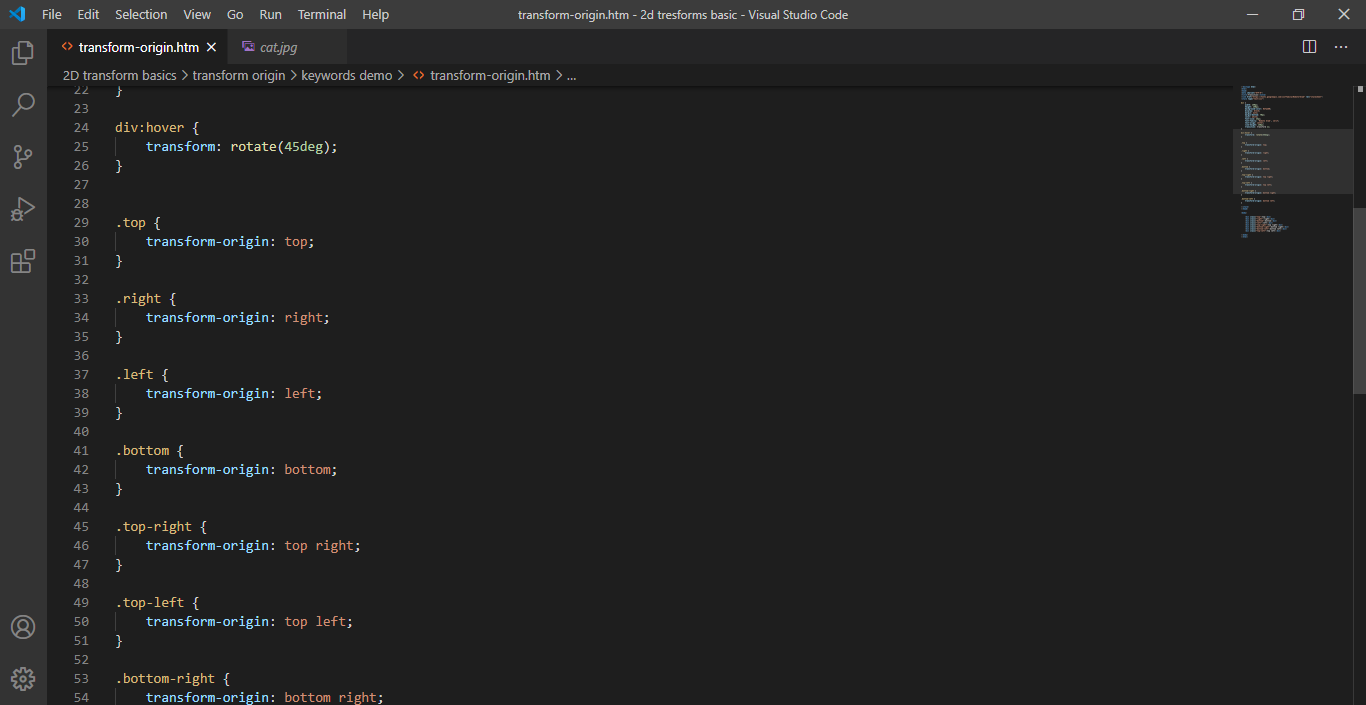 File Edit Selection View Go Run Terminal Help transform-origin.htm - 2d tresforms basic - Visual Studio Code
transform-origin.htm cat.jpg
2D transform basics > transform origin > keywords demo > transform-origin.htm > ...
22 }
23
24 div:hover {
25     transform: rotate(45deg);
26 }
27
28
29 .top {
30     transform-origin: top;
31 }
32
33 .right {
34     transform-origin: right;
35 }
36
37 .left {
38     transform-origin: left;
39 }
40
41 .bottom {
42     transform-origin: bottom;
43 }
44
45 .top-right {
46     transform-origin: top right;
47 }
48
49 .top-left {
50     transform-origin: top left;
51 }
52
53 .bottom-right {
54     transform-origin: bottom right;